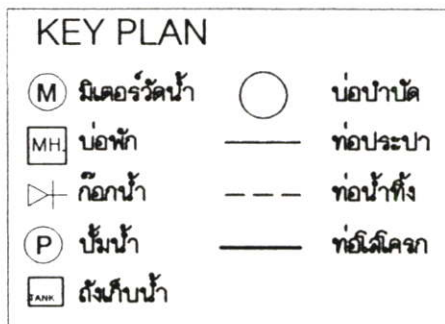 KEY PLAN
M มิเตอร์วัดน้ำ บ่อบำบัด
MH. บ่อพัก ท่อประปา
ก๊อกน้ำ ท่อน้ำทิ้ง
P ปั้มน้ำ ท่อโสโครก
TANK ถังเก็บน้ำ